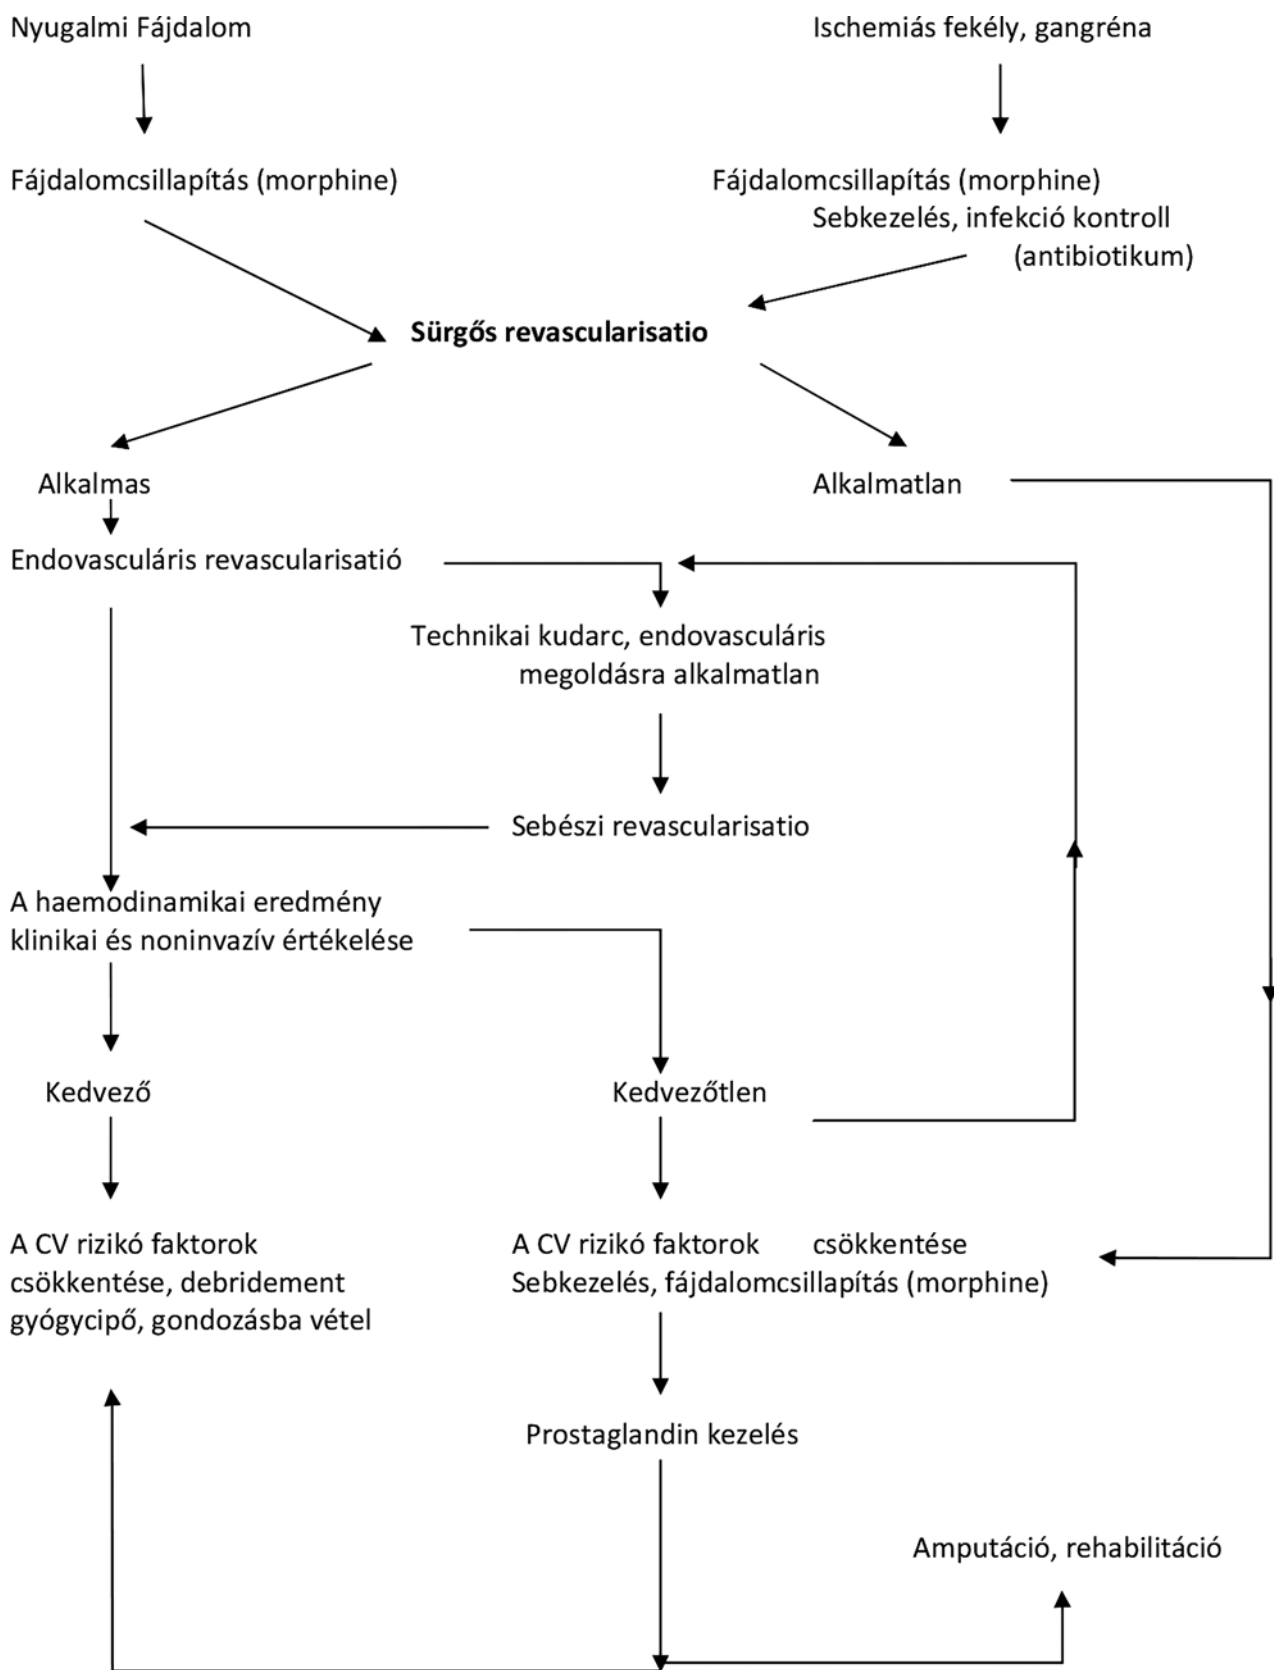 Nyugalmi Fájdalom
Ischemiás fekély, gangréna
Fájdalomcsillapítás (morphine)
Fájdalomcsillapítás (morphine)
Sebkezelés, infekció kontroll
(antibiotikum)
Sürgős revascularisatio
Alkalmas
Alkalmatlan
Endovasculáris revascularisatió
Technikai kudarc, endovasculáris
megoldásra alkalmatlan
Sebészi revascularisatio
A haemodinamikai eredmény
klinikai és noninvazív értékelése
Kedvező
Kedvezőtlen
A CV rizikó faktorok
csökkentése, debridement
gyógycipő, gondozásba vétel
A CV rizikó faktorok csökkentése
Sebkezelés, fájdalomcsillapítás (morphine)
Prostaglandin kezelés
Amputáció, rehabilitáció